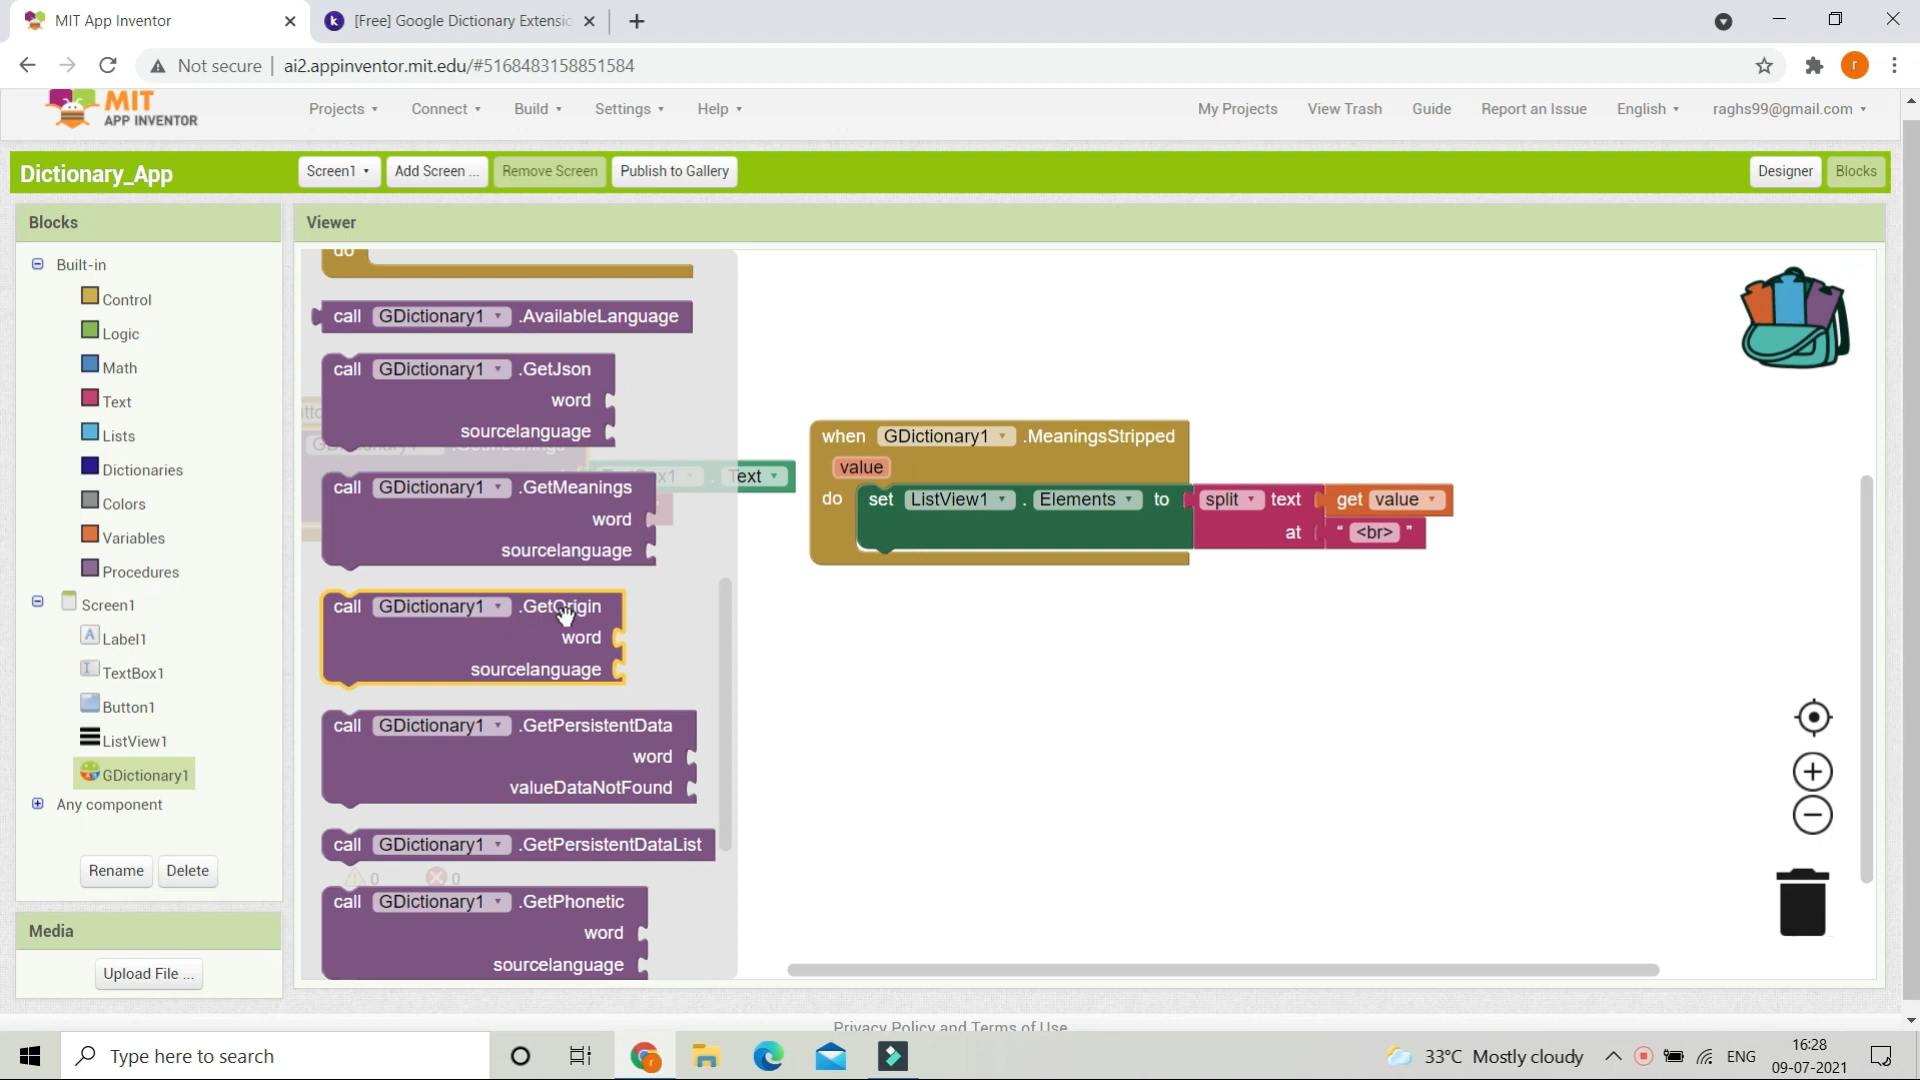 MIT App Inventor
[Free] Google Dictionary Extensi
Not secure
ai2.appinventor.mit.edu/#5168483158851584
r
MIT
APP INVENTOR
Projects
Connect
Build
Settings
Help
My Projects
View Trash
Guide
Report an Issue
English
raghs99@gmail.com
Dictionary_App
Screen1
Add Screen ...
Remove Screen
Publish to Gallery
Designer
Blocks
Blocks
Viewer
Built-in
Control
Logic
Math
Text
Lists
Dictionaries
Colors
Variables
Procedures
Screen1
Label1
TextBox1
Button1
ListView1
GDictionary1
Any component
Rename
Delete
Media
Upload File ...
do
call GDictionary1 .AvailableLanguage
call GDictionary1 .GetJson
word
sourcelanguage
call GDictionary1 .GetMeanings
word
sourcelanguage
call GDictionary1 .GetOrigin
word
sourcelanguage
call GDictionary1 .GetPersistentData
word
valueDataNotFound
call GDictionary1 .GetPersistentDataList
0
0
call GDictionary1 .GetPhonetic
word
sourcelanguage
Text
when GDictionary1 .MeaningsStripped
value
do set ListView1 . Elements to split text get value
at “ <br> ”
Privacy Policy and Terms of Use
Type here to search
33°C Mostly cloudy
ENG
16:28
09-07-2021